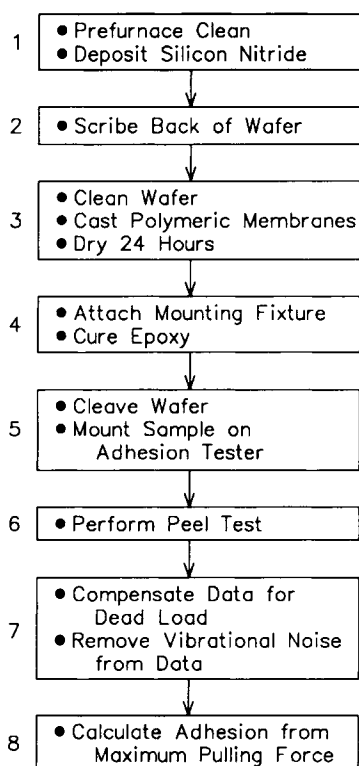 1
● Prefurnace Clean
● Deposit Silicon Nitride
2
● Scribe Back of Wafer
3
● Clean Wafer
● Cast Polymeric Membranes
● Dry 24 Hours
4
● Attach Mounting Fixture
● Cure Epoxy
5
● Cleave Wafer
● Mount Sample on
Adhesion Tester
6
● Perform Peel Test
7
● Compensate Data for
Dead Load
● Remove Vibrational Noise
from Data
8
● Calculate Adhesion from
Maximum Pulling Force